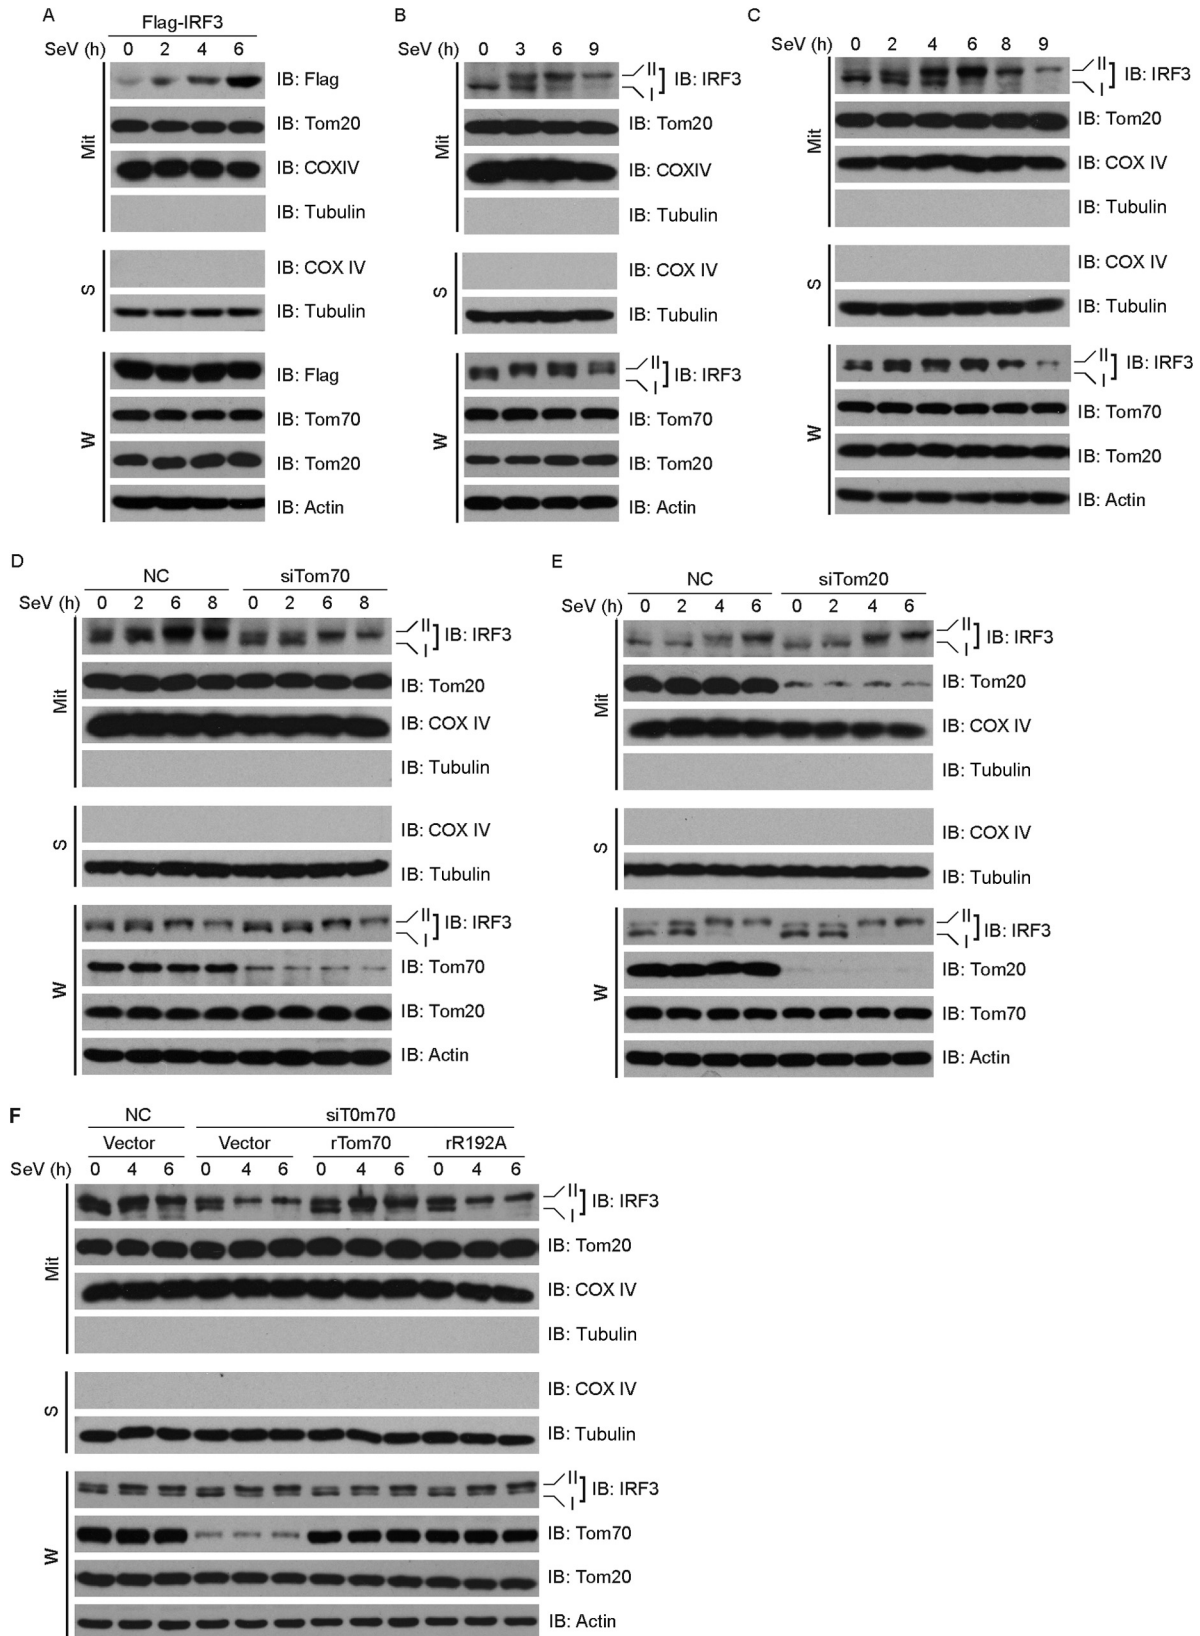 A
Flag-IRF3
SeV (h) 0 2 4 6
Mit
IB: Flag
IB: Tom20
IB: COXIV
IB: Tubulin
S
IB: COX IV
IB: Tubulin
W
IB: Flag
IB: Tom70
IB: Tom20
IB: Actin
B
SeV (h) 0 3 6 9
Mit
II
I
IB: IRF3
IB: Tom20
IB: COXIV
IB: Tubulin
S
IB: COX IV
IB: Tubulin
W
II
I
IB: IRF3
IB: Tom70
IB: Tom20
IB: Actin
C
SeV (h) 0 2 4 6 8 9
Mit
II
I
IB: IRF3
IB: Tom20
IB: COX IV
IB: Tubulin
S
IB: COX IV
IB: Tubulin
W
II
I
IB: IRF3
IB: Tom70
IB: Tom20
IB: Actin
D
NC siTom70
SeV (h) 0 2 6 8 0 2 6 8
Mit
II
I
IB: IRF3
IB: Tom20
IB: COX IV
IB: Tubulin
S
IB: COX IV
IB: Tubulin
W
II
I
IB: IRF3
IB: Tom70
IB: Tom20
IB: Actin
E
NC siTom20
SeV (h) 0 2 4 6 0 2 4 6
Mit
II
I
IB: IRF3
IB: Tom20
IB: COX IV
IB: Tubulin
S
IB: COX IV
IB: Tubulin
W
II
I
IB: IRF3
IB: Tom20
IB: Tom70
IB: Actin
F
NC siT0m70
Vector Vector rTom70 rR192A
SeV (h) 0 4 6 0 4 6 0 4 6 0 4 6
Mit
II
I
IB: IRF3
IB: Tom20
IB: COX IV
IB: Tubulin
S
IB: COX IV
IB: Tubulin
W
II
I
IB: IRF3
IB: Tom70
IB: Tom20
IB: Actin